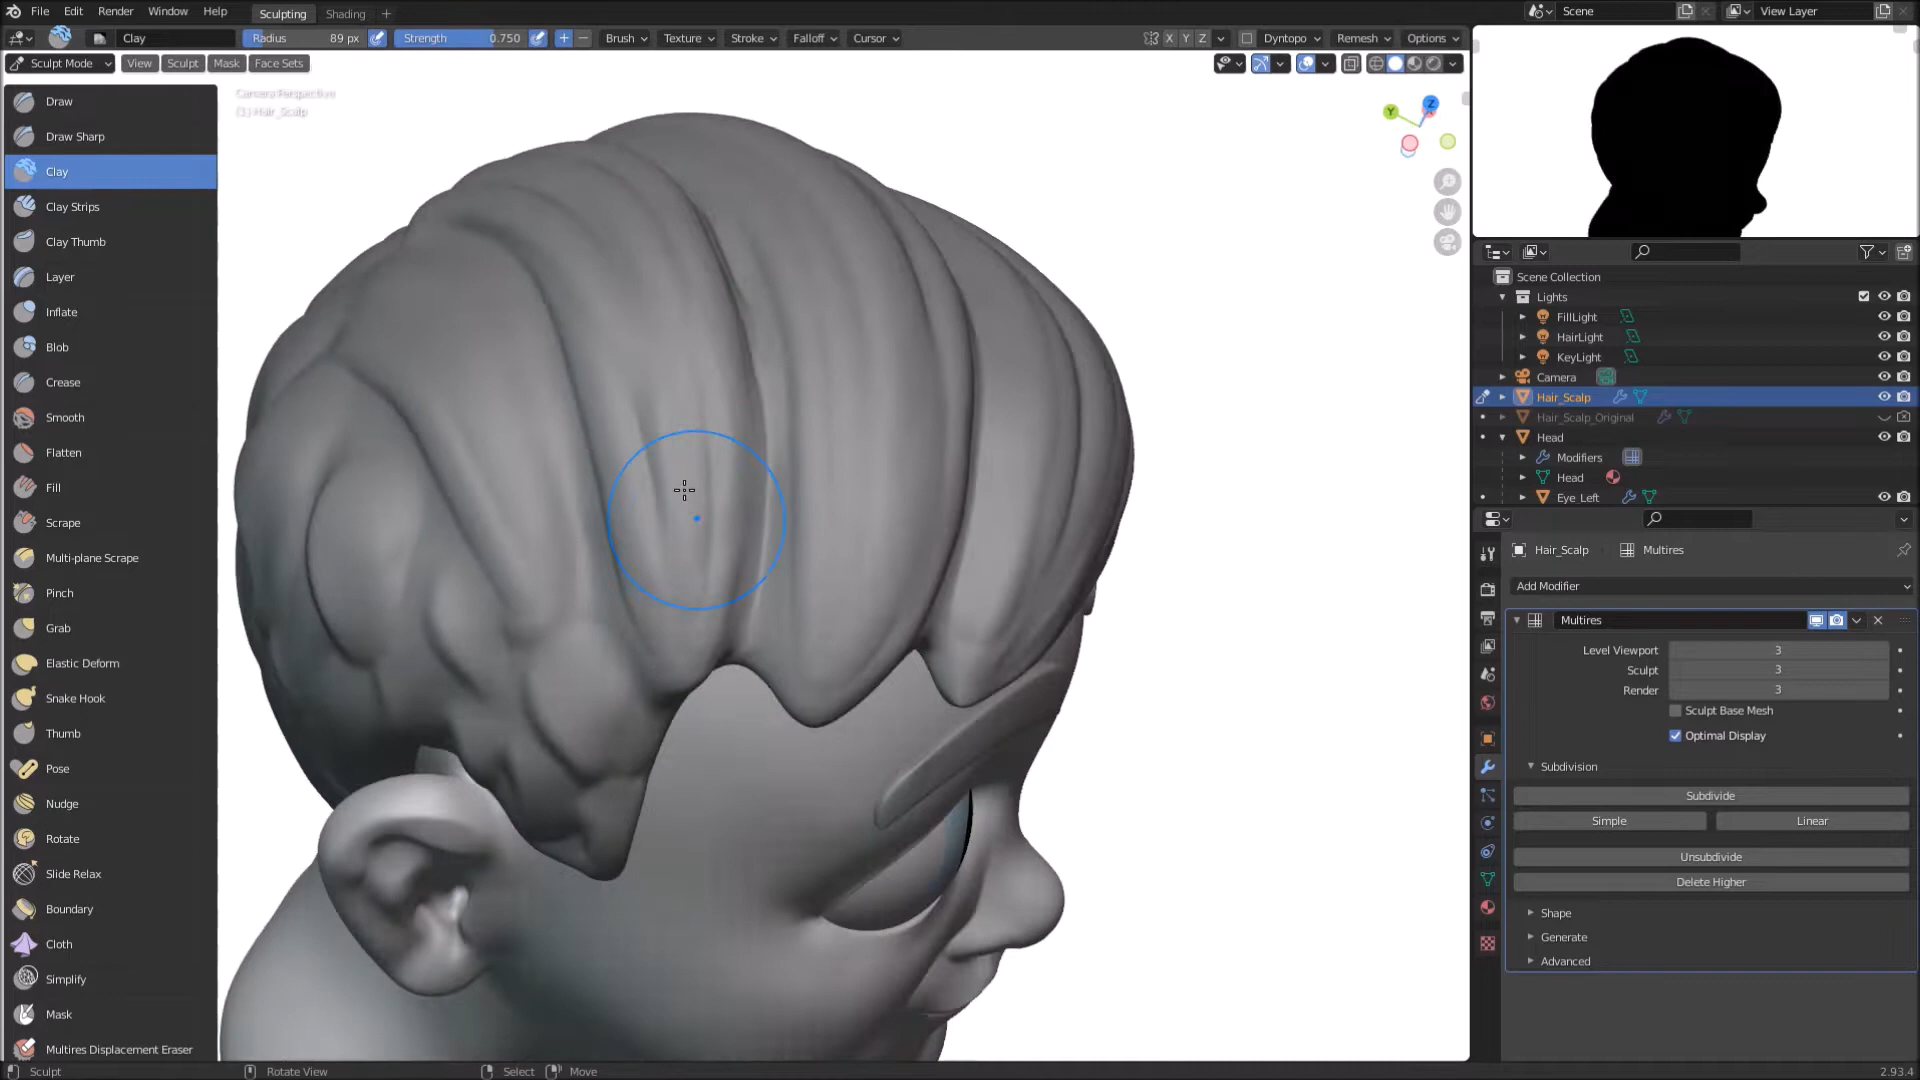 File Edit Render Window Help Sculpting Shading + Scene View Layer
Clay Radius 89 px Strength 0.750 Brush Texture Stroke Falloff Cursor X Y Z Dyntopo Remesh Options
Sculpt Mode View Sculpt Mask Face Sets
Camera Perspective
(1) Hair_Scalp
Z
Y
Draw
Draw Sharp
Clay
Clay Strips
Clay Thumb
Layer
Inflate
Blob
Crease
Smooth
Flatten
Fill
Scrape
Multi-plane Scrape
Pinch
Grab
Elastic Deform
Snake Hook
Thumb
Pose
Nudge
Rotate
Slide Relax
Boundary
Cloth
Simplify
Mask
Multires Displacement Eraser
Scene Collection
Lights
FillLight
HairLight
KeyLight
Camera
Hair_Scalp
Hair_Scalp_Original
Head
Modifiers
Head
Eye_Left
Hair_Scalp Multires
Add Modifier
Multires
Level Viewport 3
Sculpt 3
Render 3
Sculpt Base Mesh
Optimal Display
Subdivision
Subdivide
Simple Linear
Unsubdivide
Delete Higher
Shape
Generate
Advanced
Sculpt Rotate View Select Move 2.93.4